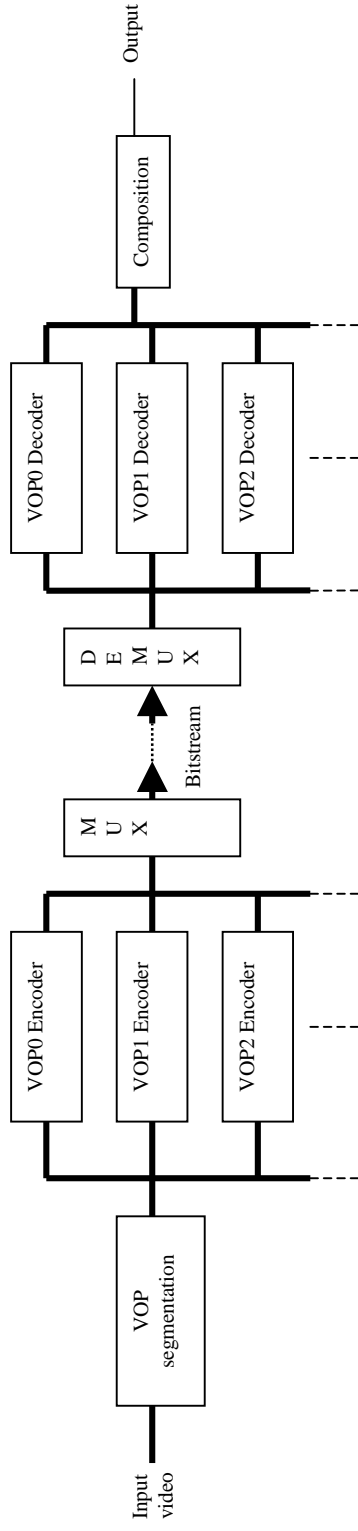 Input
video
VOP
segmentation
VOP0 Encoder
VOP1 Encoder
VOP2 Encoder
M
U
X
Bitstream
D
E
M
U
X
VOP0 Decoder
VOP1 Decoder
VOP2 Decoder
Composition
Output